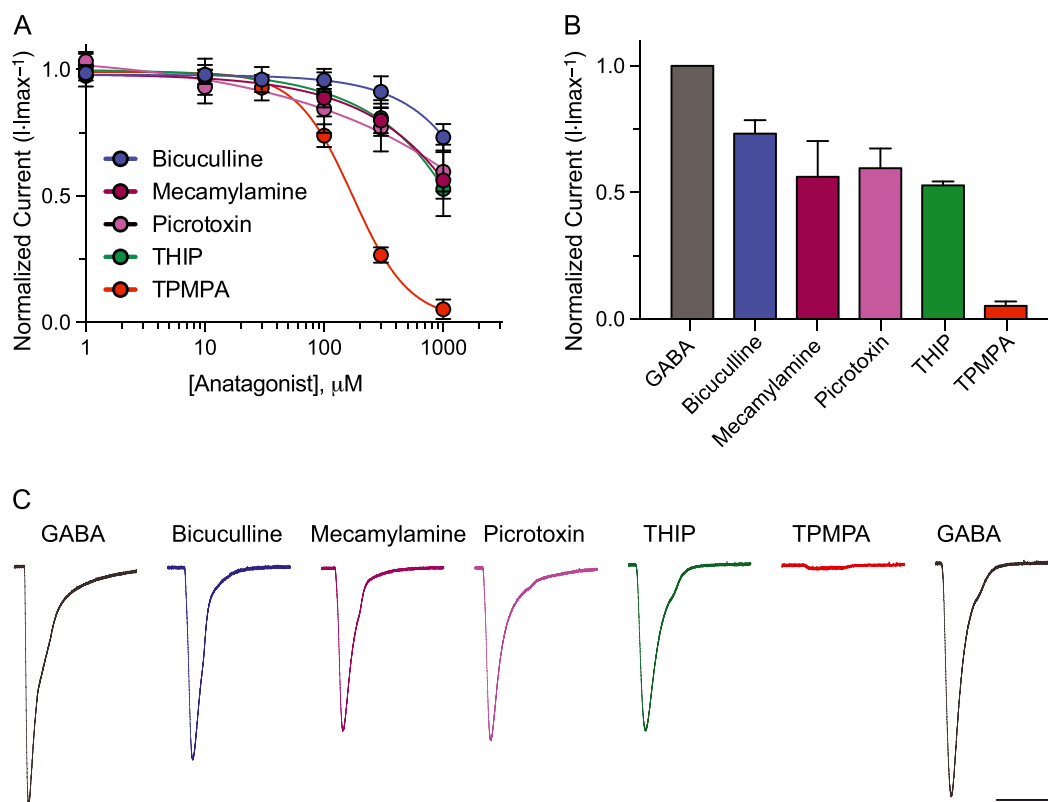 A
Normalized Current (I·Imax⁻¹)
1.0
0.5
0.0
Bicuculline
Mecamylamine
Picrotoxin
THIP
TPMPA
1 10 100 1000
[Anatagonist], μM
B
Normalized Current (I·Imax⁻¹)
1.0
0.5
0.0
GABA Bicuculline Mecamylamine Picrotoxin THIP TPMPA
C
GABA Bicuculline Mecamylamine Picrotoxin THIP TPMPA GABA